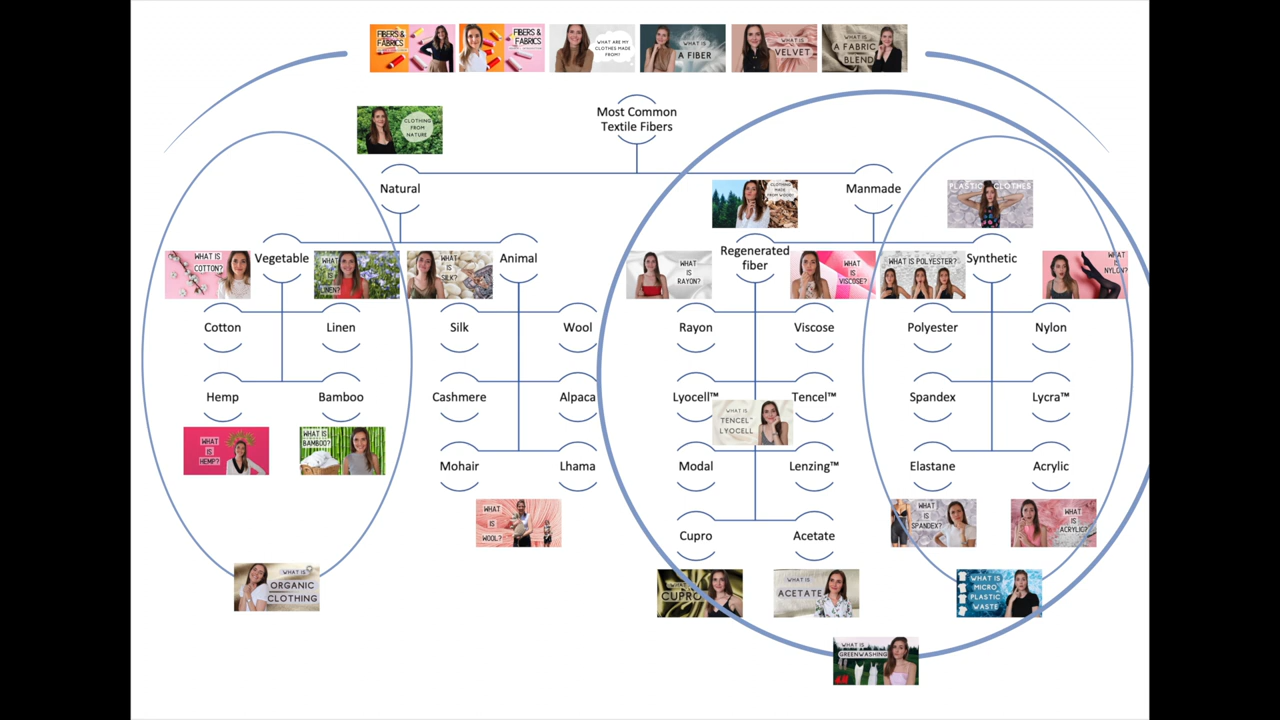 FIBERS &
FABRICS
FIBERS &
FABRICS
WHAT ARE MY
CLOTHES MADE
FROM?
WHAT IS
A FIBER
WHAT IS
VELVET
WHAT IS
A FABRIC
BLEND
CLOTHING
FROM
NATURE
Most Common
Textile Fibers
Natural
Manmade
CLOTHING
MADE
FROM WOOD?
PLASTIC CLOTHES
WHAT IS
COTTON?
Vegetable
WHAT
IS
LINEN?
WHAT
IS
SILK?
Animal
WHAT
IS
RAYON?
Regenerated
fiber
WHAT
IS
VISCOSE?
WHAT IS POLYESTER?
Synthetic
WHAT
IS
NYLON?
Cotton
Linen
Silk
Wool
Rayon
Viscose
Polyester
Nylon
Hemp
Bamboo
Cashmere
Alpaca
Lyocell™
Tencel™
Spandex
Lycra™
WHAT IS
TENCEL™
LYOCELL
WHAT
IS
HEMP?
WHAT IS
BAMBOO?
Mohair
Lhama
Modal
Lenzing™
Elastane
Acrylic
WHAT
IS
WOOL?
WHAT
IS
SPANDEX?
WHAT
IS
ACRYLIC?
Cupro
Acetate
WHAT IS
ORGANIC
CLOTHING
WHAT IS
CUPRO
WHAT IS
ACETATE
WHAT IS
MICRO
PLASTIC
WASTE
WHAT IS
GREENWASHING
H&M